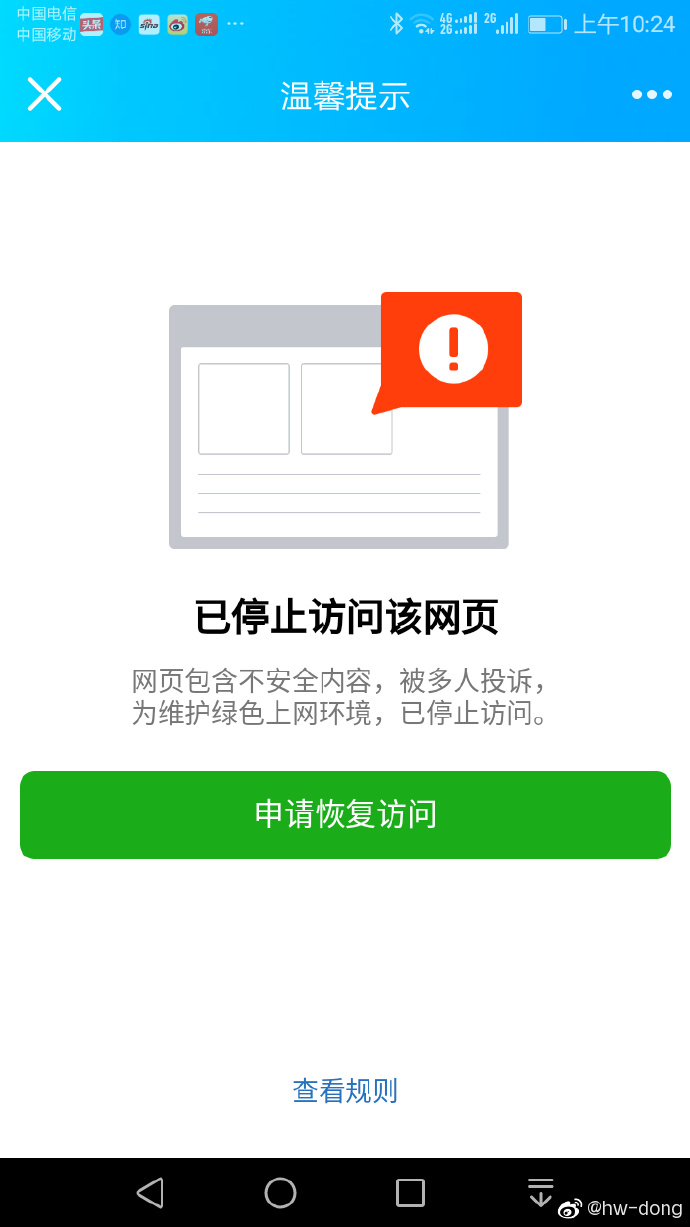 中国电信
中国移动
头条
知
sina
4G
2G
2G
上午10:24
温馨提示
已停止访问该网页
网页包含不安全内容，被多人投诉，
为维护绿色上网环境，已停止访问。
申请恢复访问
查看规则
@hw-dong